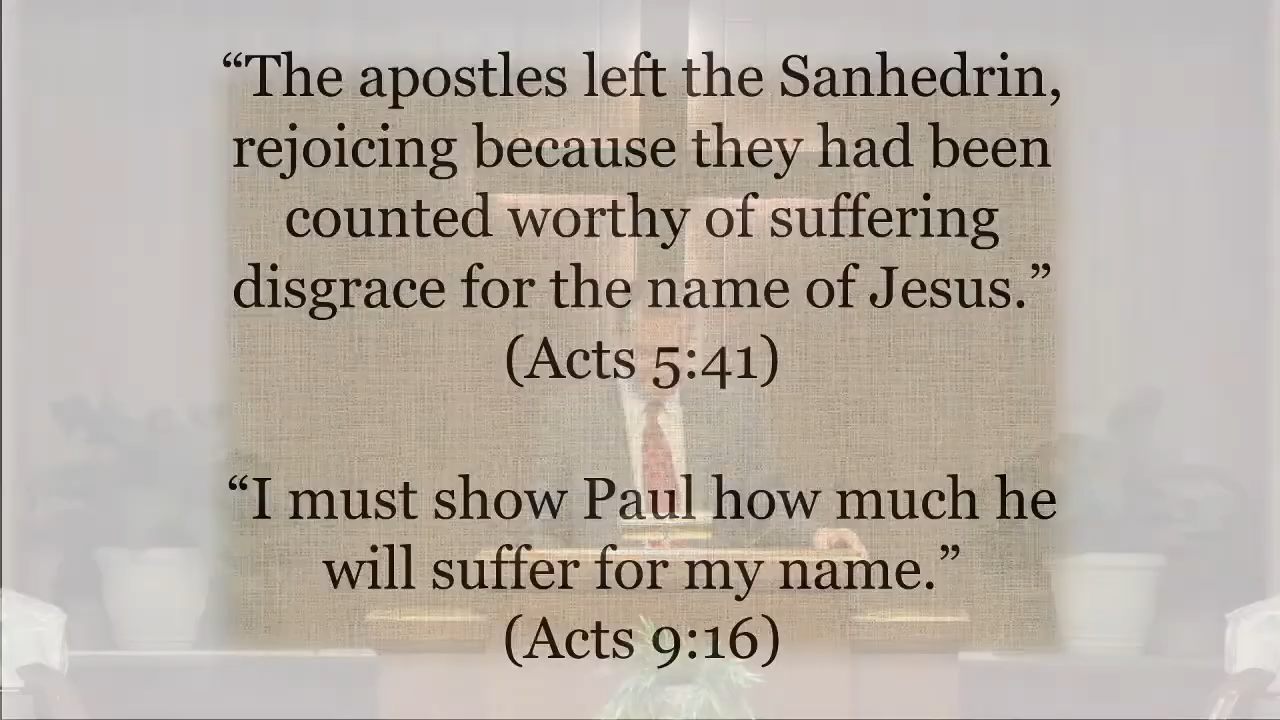 “The apostles left the Sanhedrin,
rejoicing because they had been
counted worthy of suffering
disgrace for the name of Jesus.”
(Acts 5:41)
“I must show Paul how much he
will suffer for my name.”
(Acts 9:16)